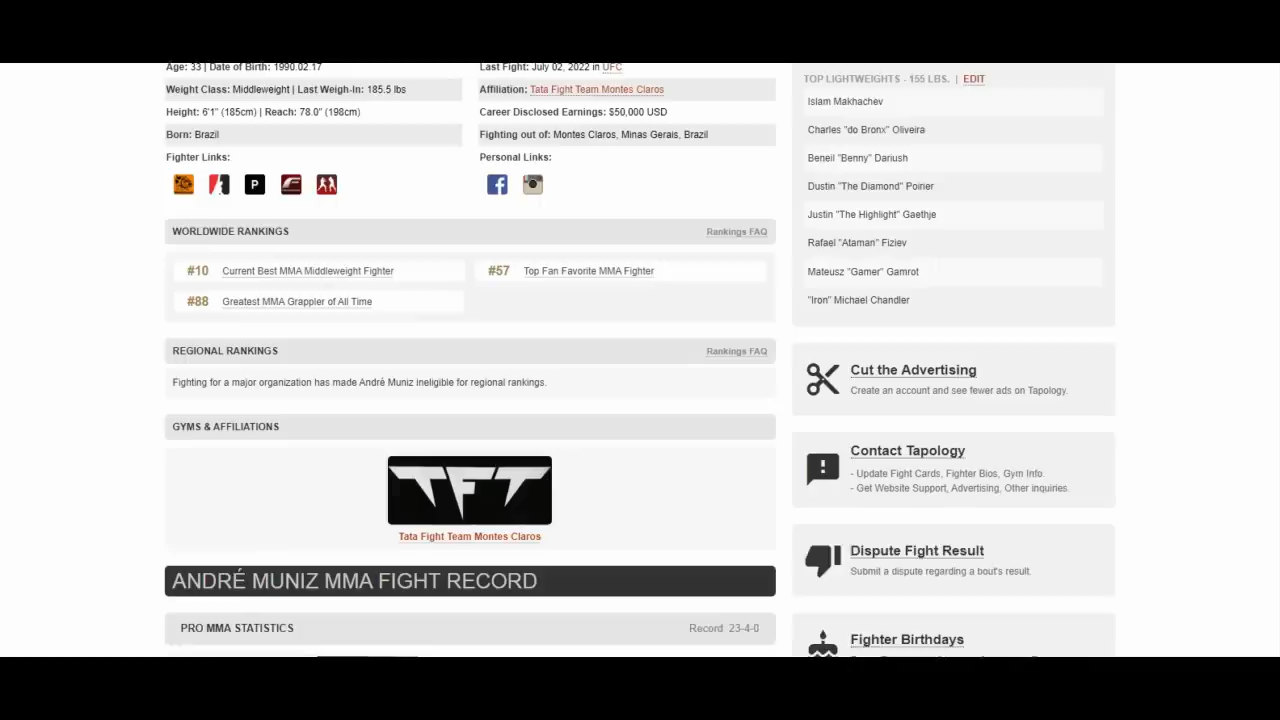 Age: 33 | Date of Birth: 1990.02.17
Last Fight: July 02, 2022 in UFC
Weight Class: Middleweight | Last Weigh-In: 185.5 lbs
Affiliation: Tata Fight Team Montes Claros
Height: 6'1" (185cm) | Reach: 78.0" (198cm)
Career Disclosed Earnings: $50,000 USD
Born: Brazil
Fighting out of: Montes Claros, Minas Gerais, Brazil
Fighter Links:
Personal Links:
P
WORLDWIDE RANKINGS
Rankings FAQ
#10 Current Best MMA Middleweight Fighter
#57 Top Fan Favorite MMA Fighter
#88 Greatest MMA Grappler of All Time
REGIONAL RANKINGS
Rankings FAQ
Fighting for a major organization has made André Muniz ineligible for regional rankings.
GYMS & AFFILIATIONS
TFT
Tata Fight Team Montes Claros
ANDRÉ MUNIZ MMA FIGHT RECORD
PRO MMA STATISTICS
Record 23-4-0
TOP LIGHTWEIGHTS - 155 LBS. | EDIT
Islam Makhachev
Charles "do Bronx" Oliveira
Beneil "Benny" Dariush
Dustin "The Diamond" Poirier
Justin "The Highlight" Gaethje
Rafael "Ataman" Fiziev
Mateusz "Gamer" Gamrot
"Iron" Michael Chandler
Cut the Advertising
Create an account and see fewer ads on Tapology.
Contact Tapology
- Update Fight Cards, Fighter Bios, Gym Info.
- Get Website Support, Advertising, Other inquiries.
Dispute Fight Result
Submit a dispute regarding a bout's result.
Fighter Birthdays